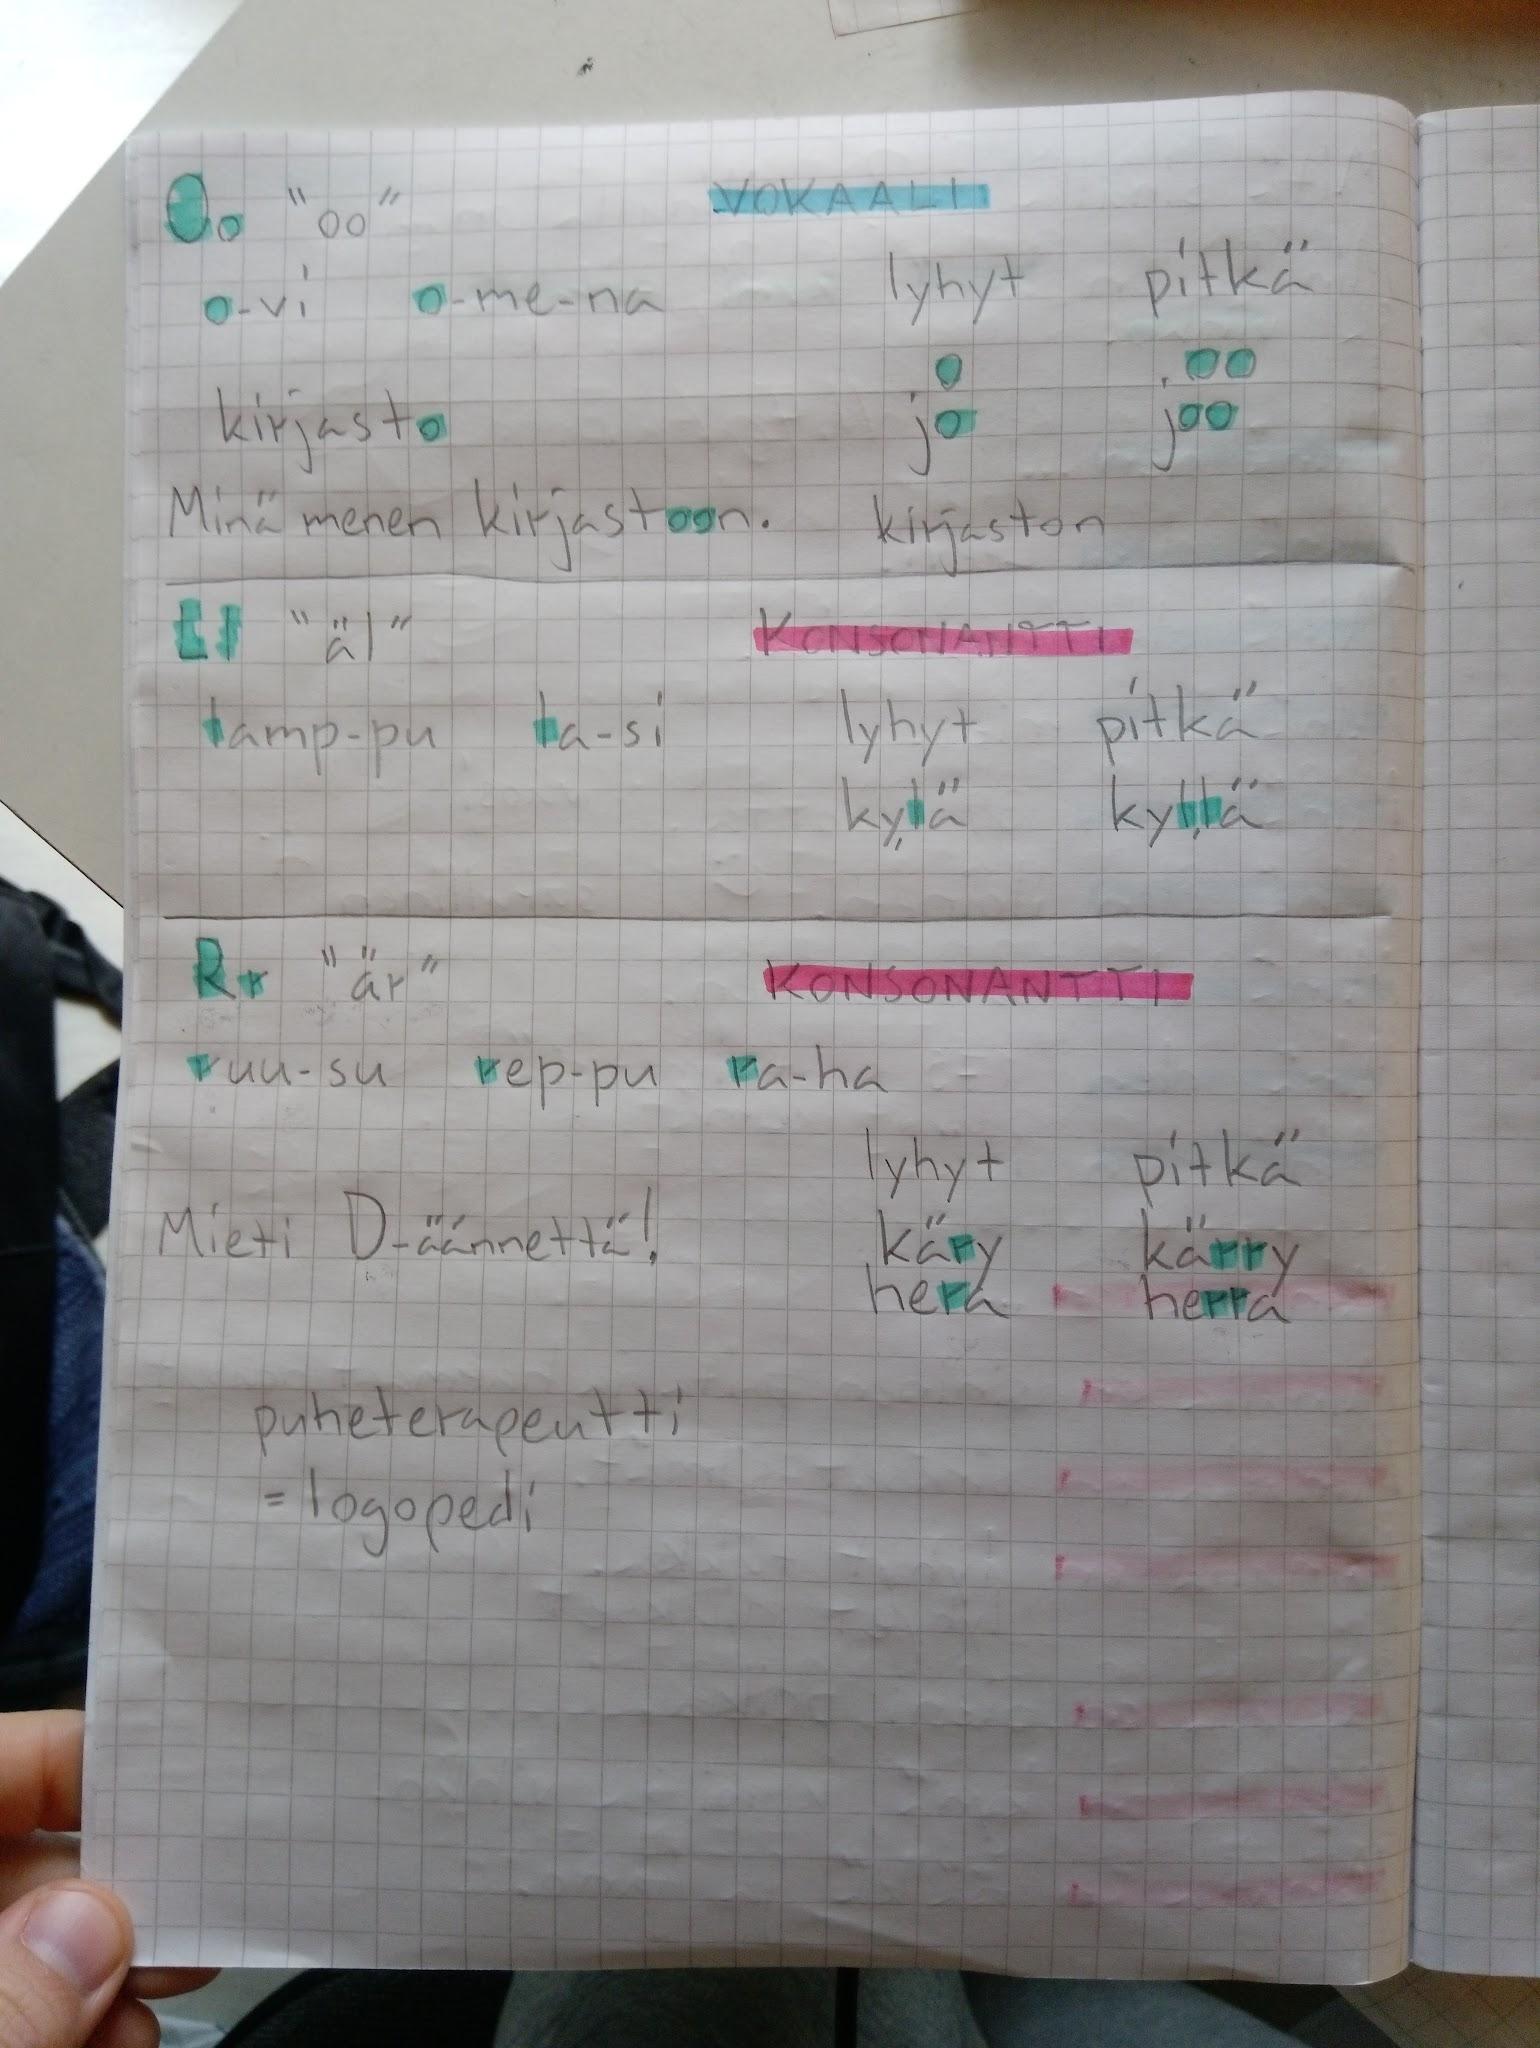 Oo "oo" VOKAALI
o-vi o-me-na lyhyt pitkä
o oo
kirjasto jo joo
Minä menen kirjastoon. kirjaston
Ll "äl" KONSONANTTI
lamp-pu la-si lyhyt pitkä
kylä kyllä
Rr "är" KONSONANTTI
ruu-su rep-pu ra-ha
lyhyt pitkä
Mieti D-äännettä! käry kärry
hera herra
puheterapeutti
= logopedi